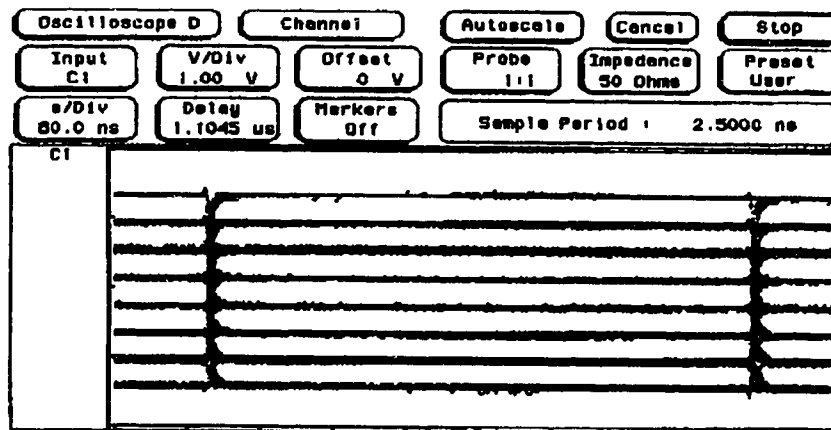 Oscilloscope D Channel Autoscale Cancel Stop
Input V/Div Offset Probe Impedance Preset
C1 1.00 V 0 V 1:1 50 Ohms User
s/Div Delay Markers Sample Period : 2.5000 ns
80.0 ns 1.1045 us Off
C1